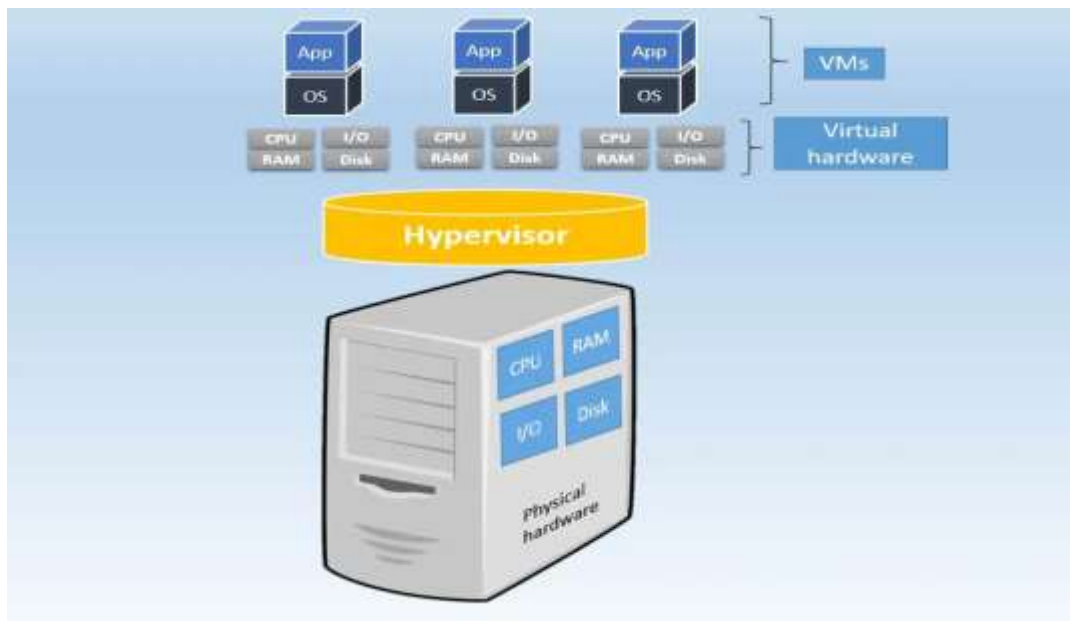 App App App
VMs
OS OS OS
CPU I/O CPU I/O CPU I/O
RAM Disk RAM Disk RAM Disk
Virtual
hardware
Hypervisor
CPU RAM
I/O Disk
Physical
hardware